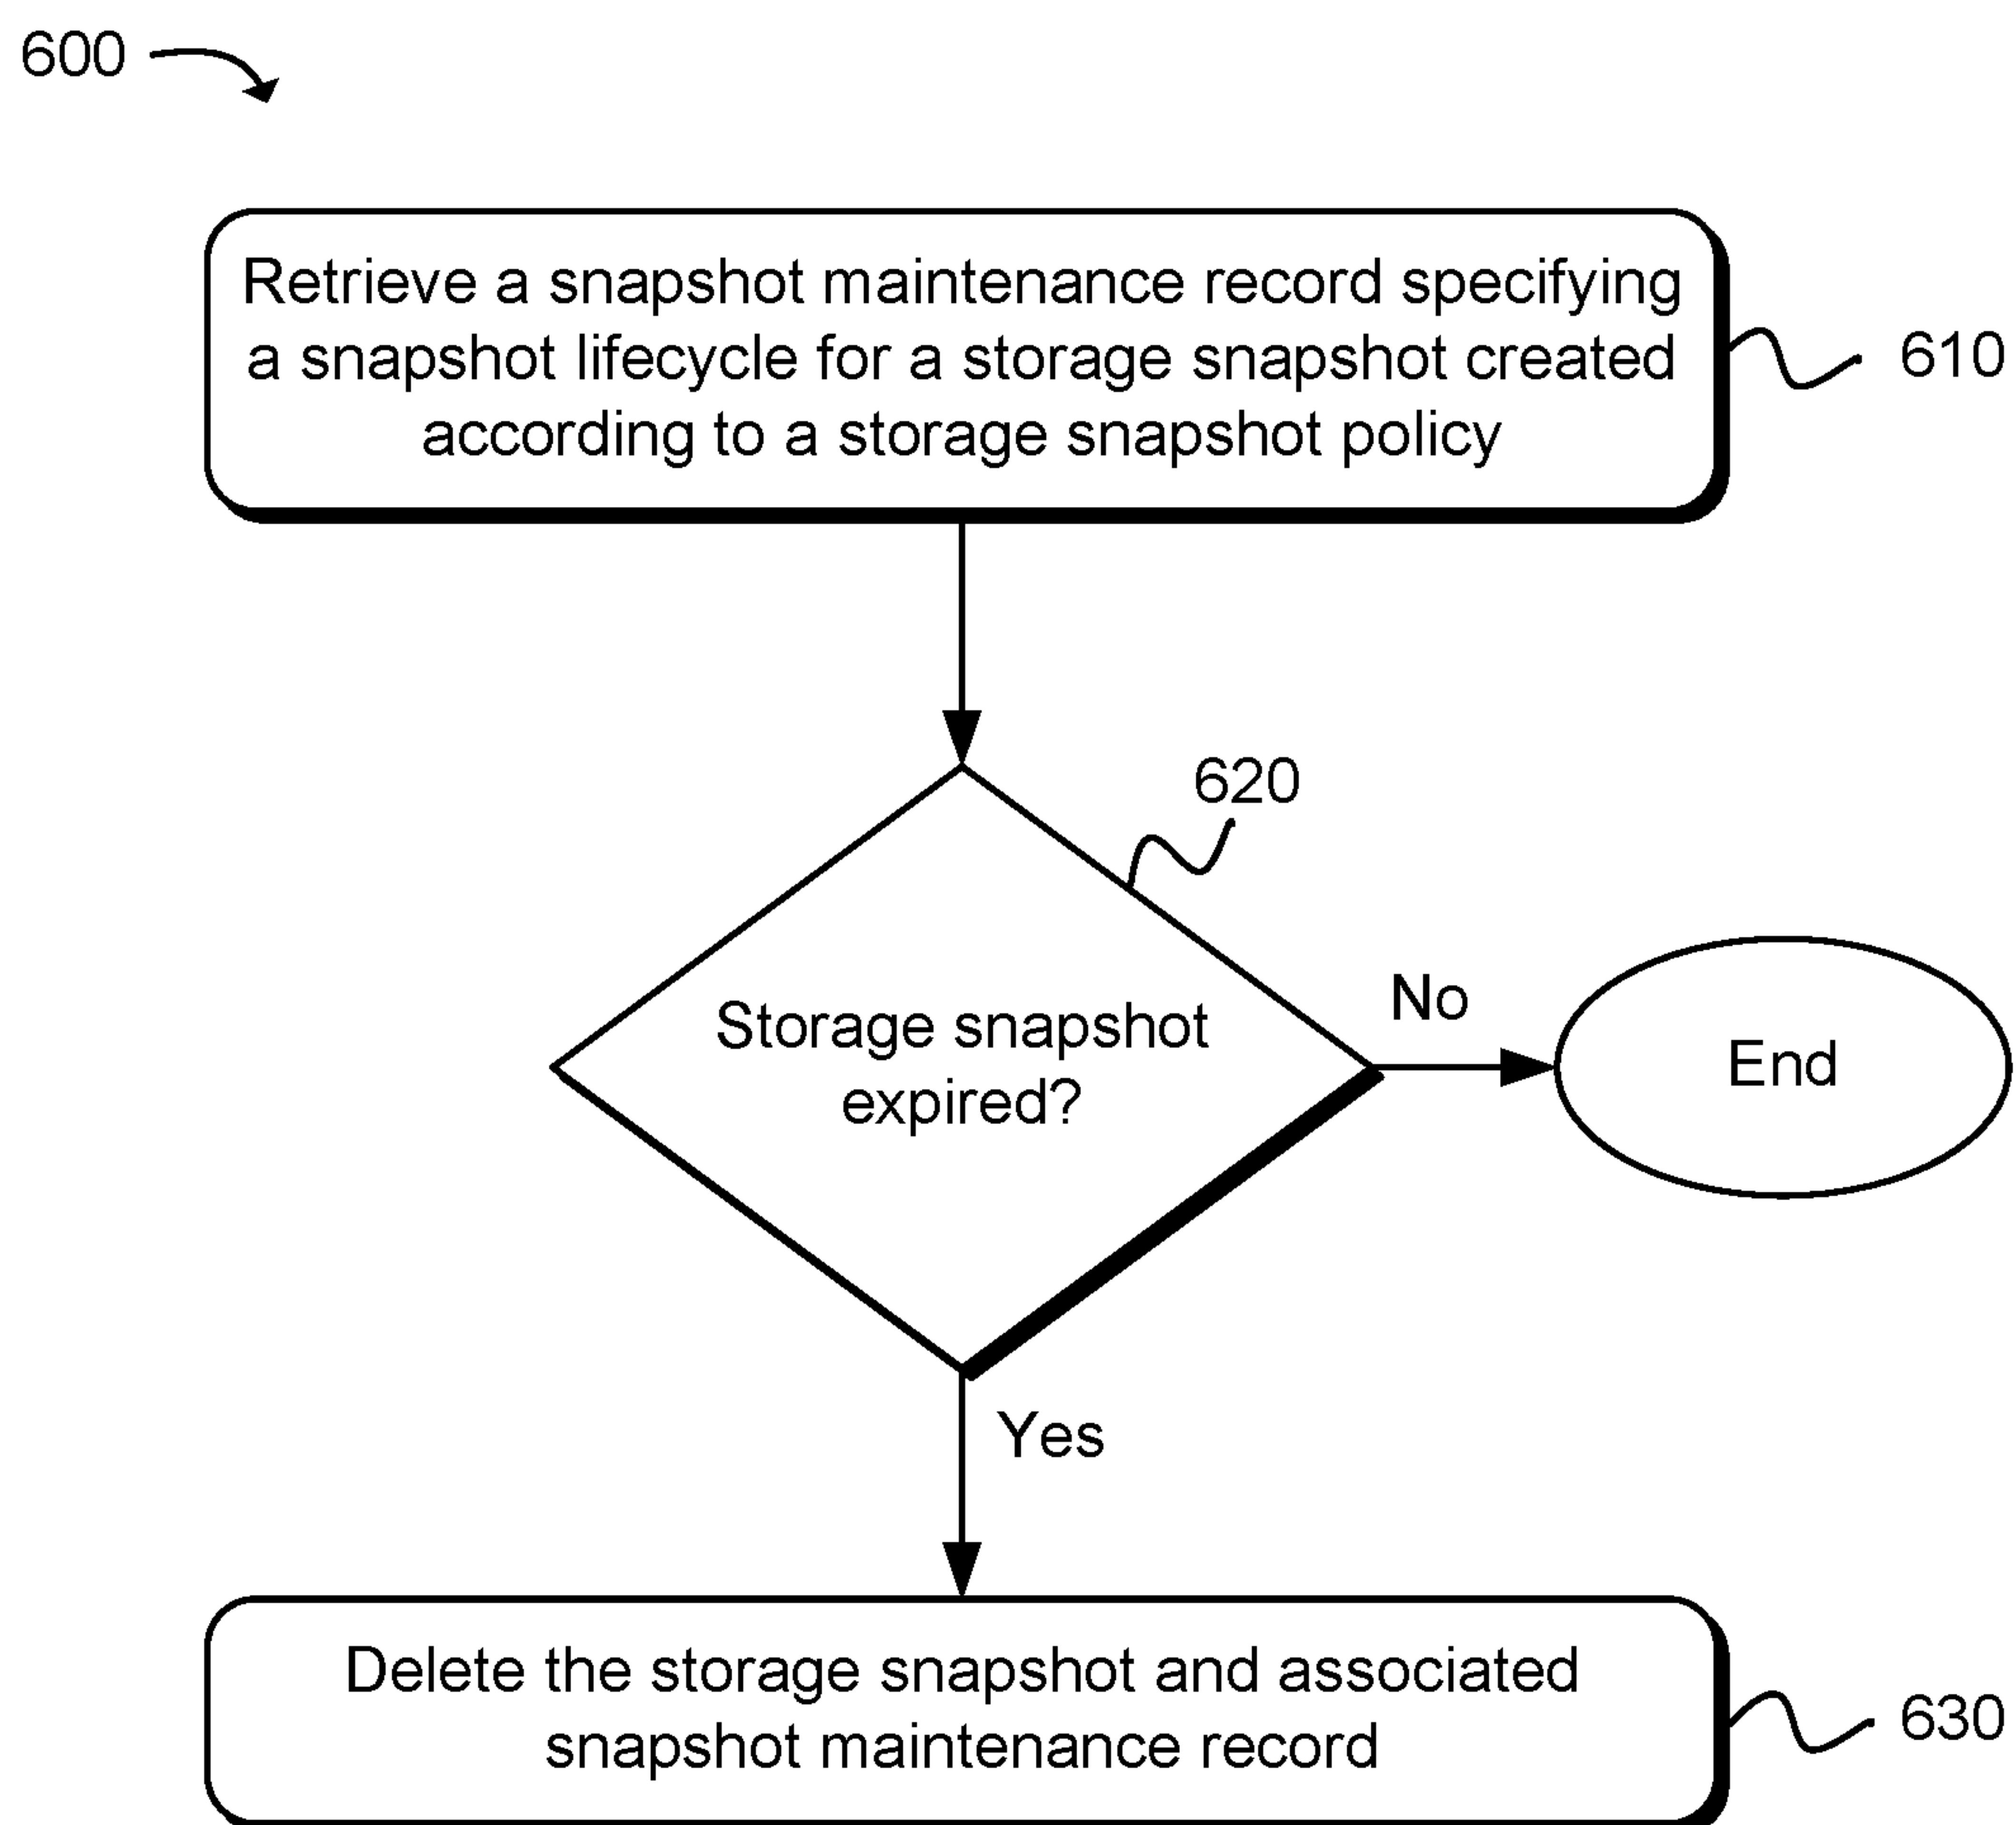 600
Retrieve a snapshot maintenance record specifying
a snapshot lifecycle for a storage snapshot created
according to a storage snapshot policy
610
620
Storage snapshot
expired?
No
End
Yes
Delete the storage snapshot and associated
snapshot maintenance record
630